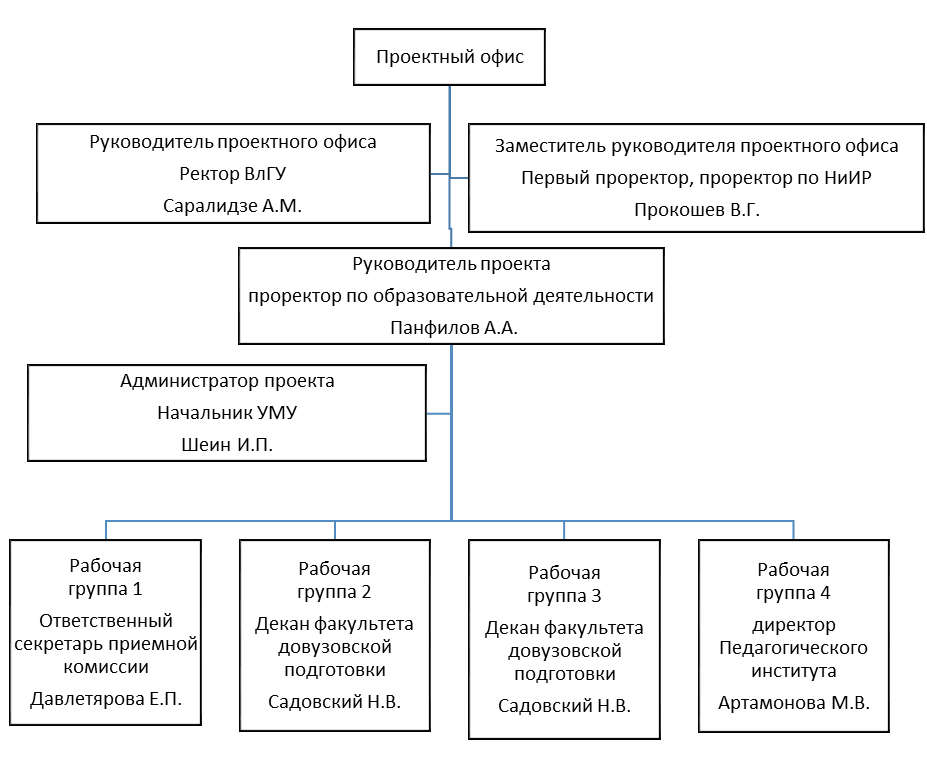 Проектный офис
Руководитель проектного офиса
Ректор ВлГУ
Саралидзе А.М.
Заместитель руководителя проектного офиса
Первый проректор, проректор по НиИР
Прокошев В.Г.
Руководитель проекта
проректор по образовательной деятельности
Панфилов А.А.
Администратор проекта
Начальник УМУ
Шеин И.П.
Рабочая
группа 1
Ответственный
секретарь приемной
комиссии
Давлетярова Е.П.
Рабочая
группа 2
Декан факультета
довузовской
подготовки
Садовский Н.В.
Рабочая
группа 3
Декан факультета
довузовской
подготовки
Садовский Н.В.
Рабочая
группа 4
директор
Педагогического
института
Артамонова М.В.